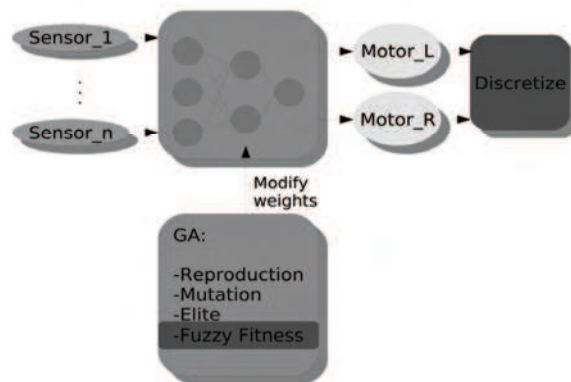 Sensor_1
Motor_L
Discretize
Sensor_n
Motor_R
Modify
weights
GA:
-Reproduction
-Mutation
-Elite
-Fuzzy Fitness